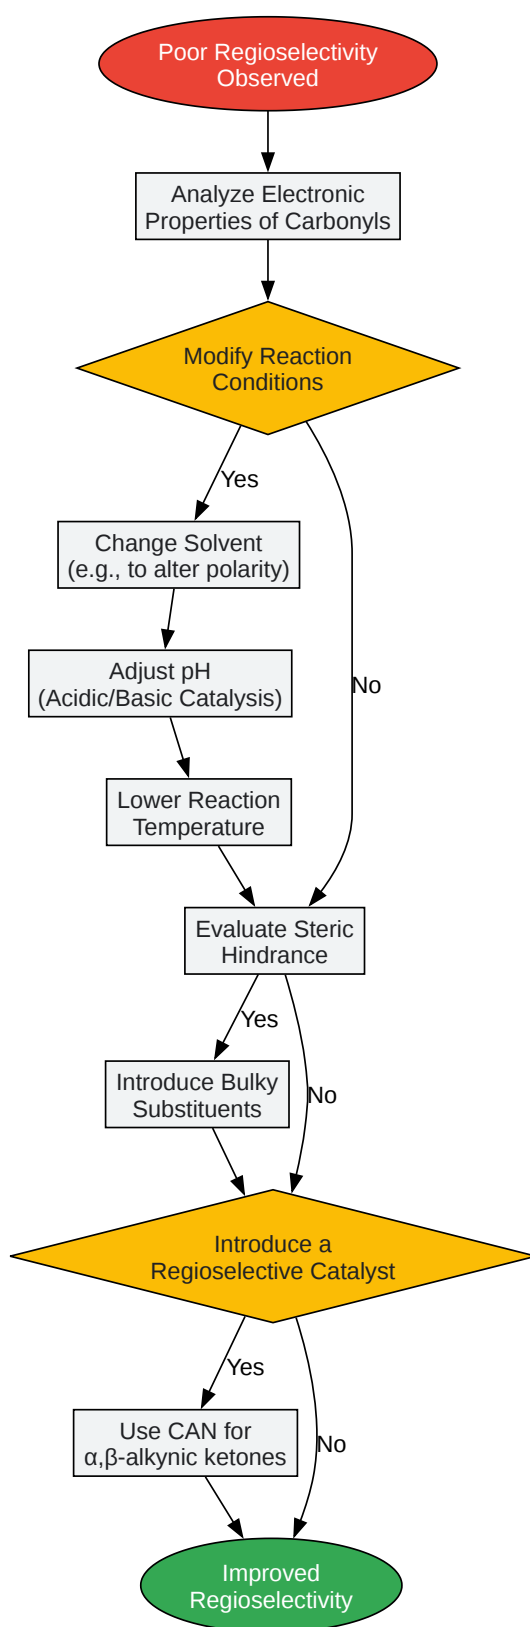 Poor Regioselectivity
Observed
Analyze Electronic
Properties of Carbonyls
Modify Reaction
Conditions
Yes
Change Solvent
(e.g., to alter polarity)
Adjust pH
(Acidic/Basic Catalysis)
No
Lower Reaction
Temperature
Evaluate Steric
Hindrance
Yes
Introduce Bulky
Substituents
No
Introduce a
Regioselective Catalyst
Yes
Use CAN for
α,β-alkynic ketones
No
Improved
Regioselectivity